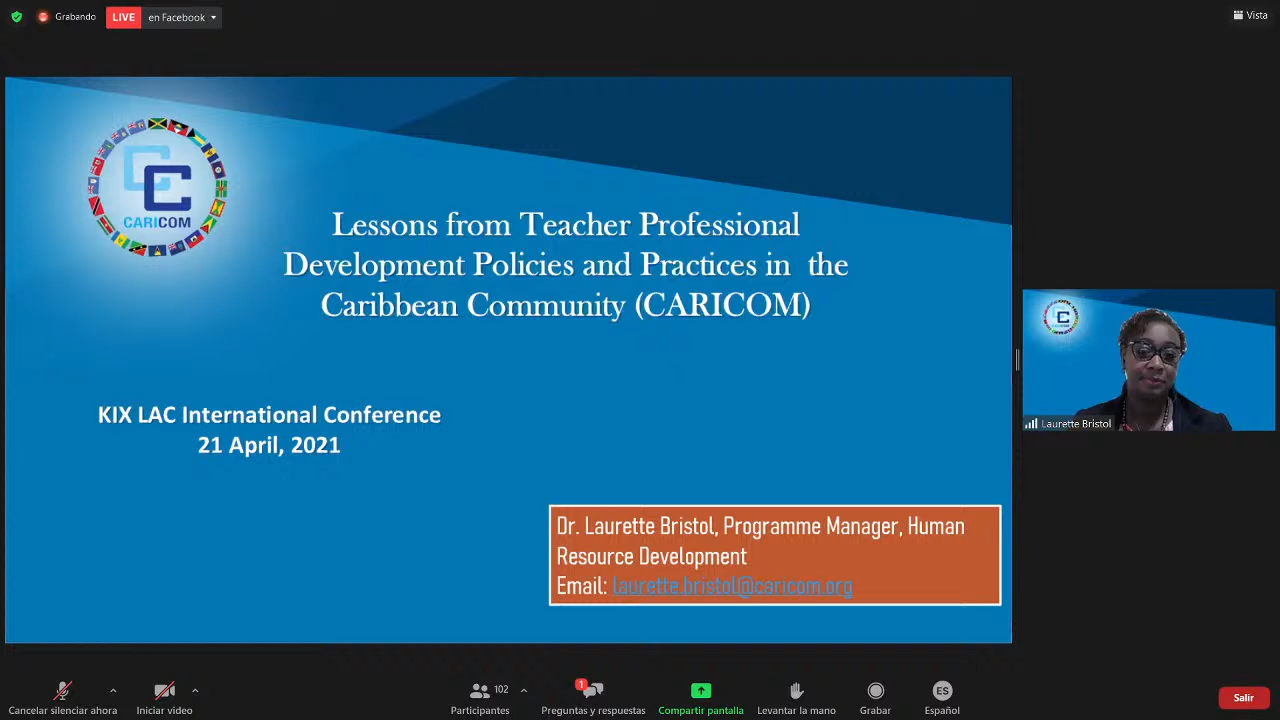 Grabando
LIVE
en Facebook
Vista
CARICOM
Lessons from Teacher Professional
Development Policies and Practices in the
Caribbean Community (CARICOM)
KIX LAC International Conference
21 April, 2021
Dr. Laurette Bristol, Programme Manager, Human
Resource Development
Email: laurette.bristol@caricom.org
Laurette Bristol
Cancelar silenciar ahora
Iniciar video
102
Participantes
1
Preguntas y respuestas
Compartir pantalla
Levantar la mano
Grabar
ES
Español
Salir